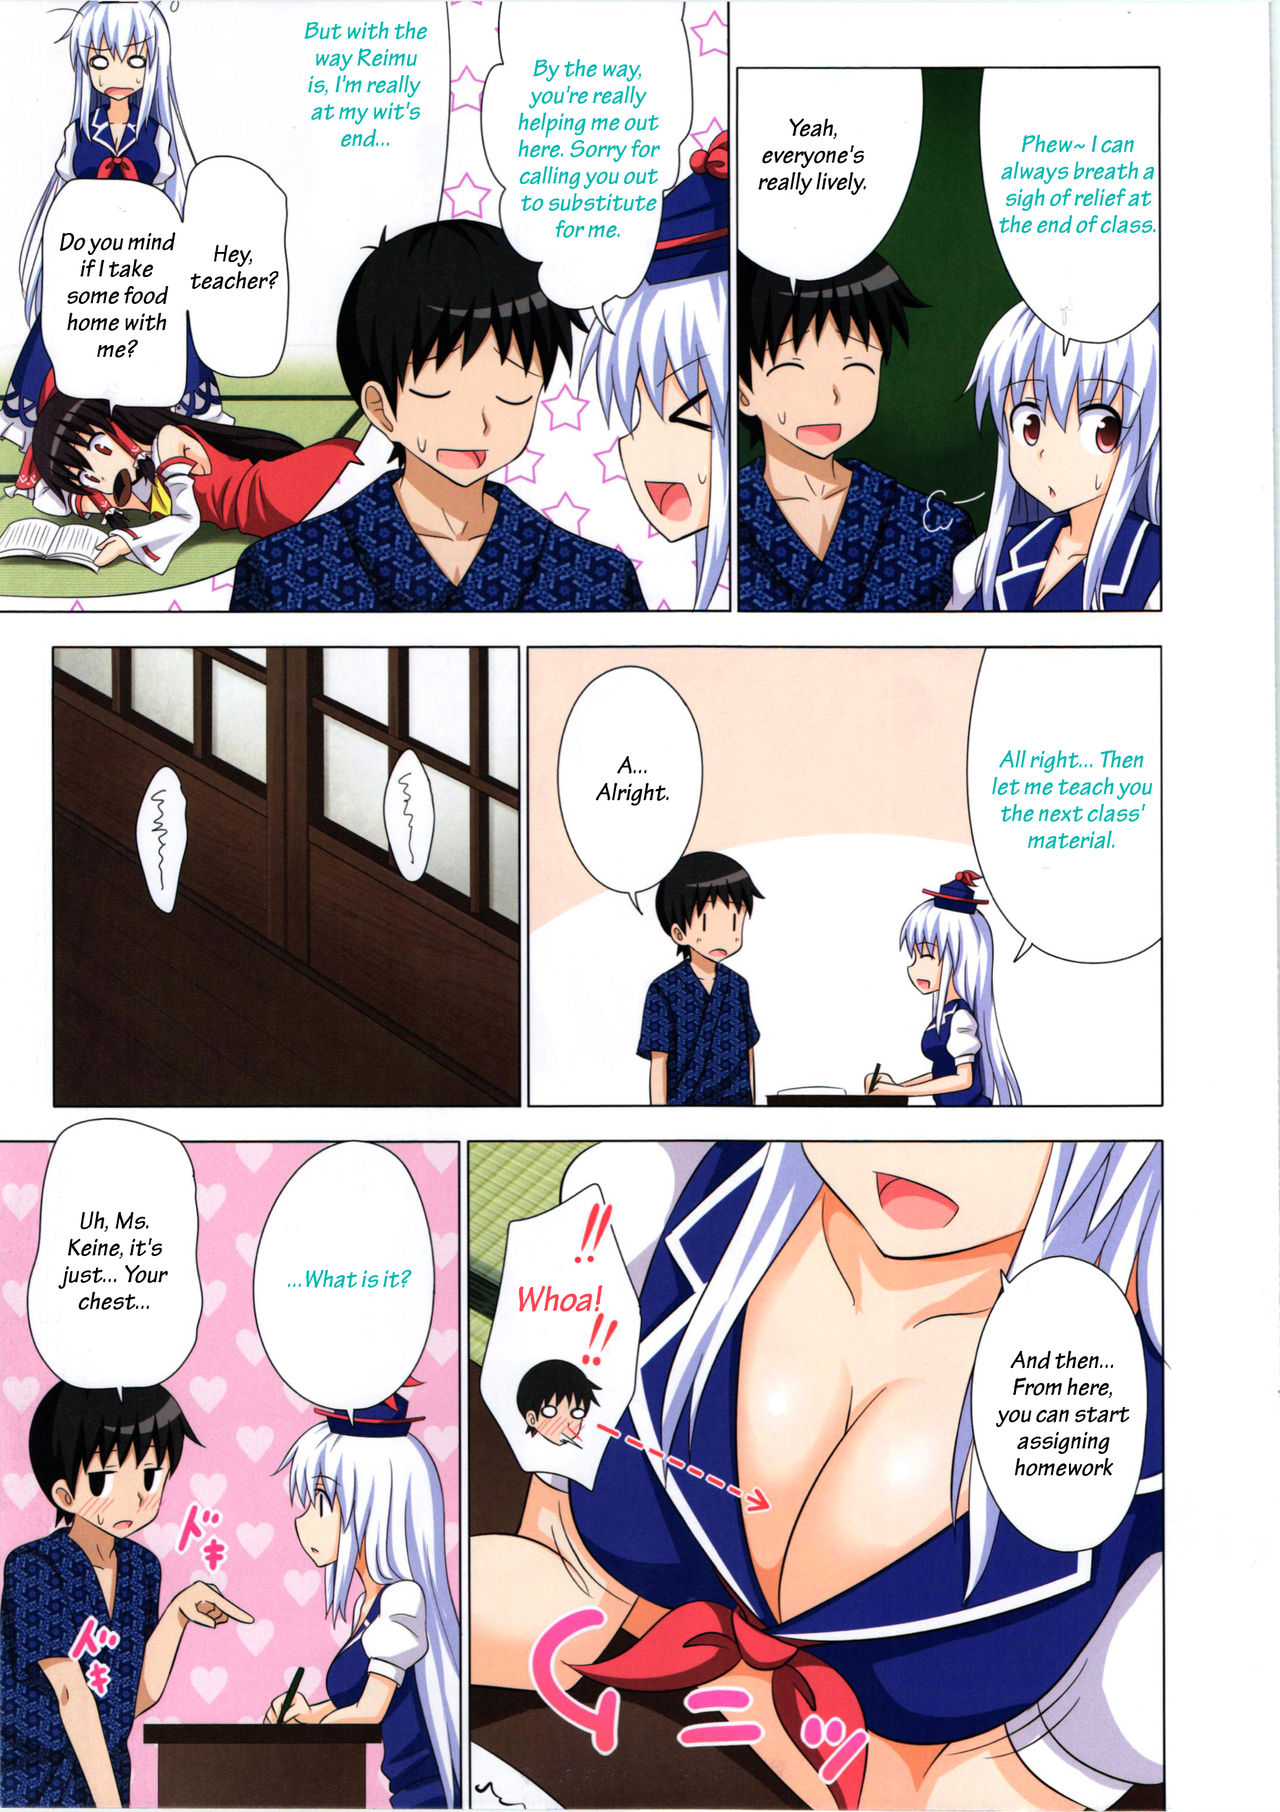 Phew~ I can
always breath a
sigh of relief at
the end of class.
Yeah,
everyone's
really lively.
By the way,
you're really
helping me out
here. Sorry for
calling you out
to substitute
for me.
But with the
way Reimu
is, I'm really
at my wit's
end...
Hey,
teacher?
Do you mind
if I take
some food
home with
me?
All right... Then
let me teach you
the next class'
material.
A...
Alright.
And then...
From here,
you can start
assigning
homework
!!
Whoa!
!!
ムニッ
...What is it?
Uh, Ms.
Keine, it's
just... Your
chest...
ドキ
ドキ